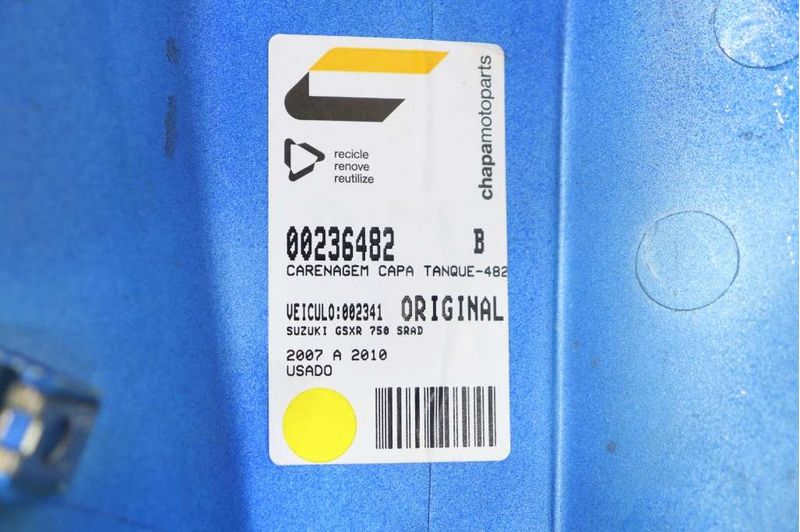 chapamotoparts
recicle
renove
reutilize
00236482 B
CARENAGEM CAPA TANQUE-482
VEICULO:002341 ORIGINAL
SUZUKI GSXR 750 SRAD
2007 A 2010
USADO